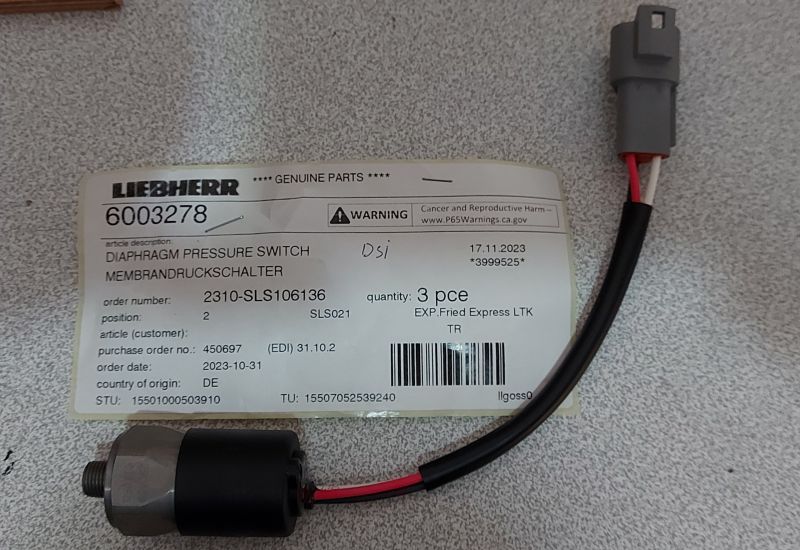 LIEBHERR **** GENUINE PARTS ****
6003278
WARNING Cancer and Reproductive Harm –
www.P65Warnings.ca.gov
article description
DIAPHRAGM PRESSURE SWITCH
MEMBRANDRUCKSCHALTER
Dsi
17.11.2023
*3999525*
order number: 2310-SLS106136 quantity: 3 pce
position: 2 SLS021 EXP.Fried Express LTK
TR
article (customer):
purchase order no.: 450697 (EDI) 31.10.2
order date: 2023-10-31
country of origin: DE
STU: 15501000503910 TU: 15507052539240